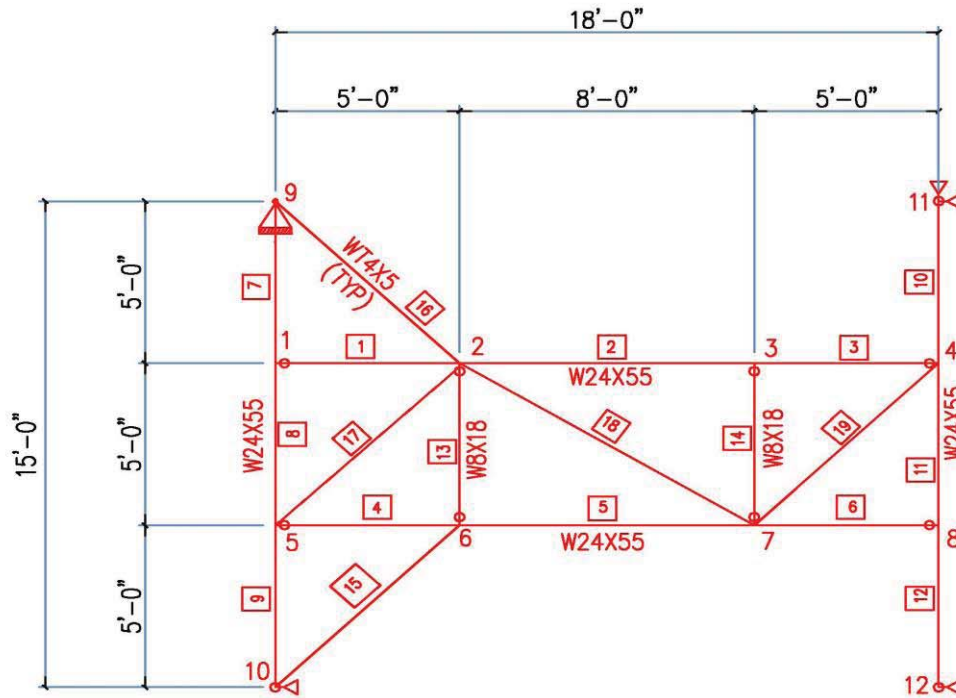 18'-0"
5'-0" 8'-0" 5'-0"
9 11
5'-0" 7 WT4X5 10
(TYP) 16
1 1 2 2 3 3 4
W24X55
15'-0" 5'-0" W24X55 8 17 13 W8X18 18 14 W8X18 19 W24X55 11
4 5 6
5 6 W24X55 7 8
5'-0" 9 15 12
10 12